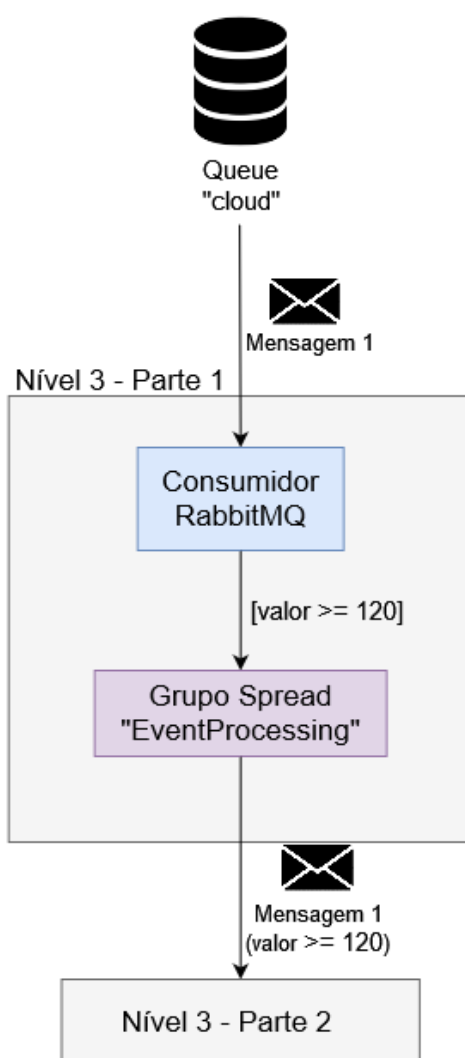 Queue
"cloud"
Mensagem 1
Nível 3 - Parte 1
Consumidor
RabbitMQ
[valor >= 120]
Grupo Spread
"EventProcessing"
Mensagem 1
(valor >= 120)
Nível 3 - Parte 2